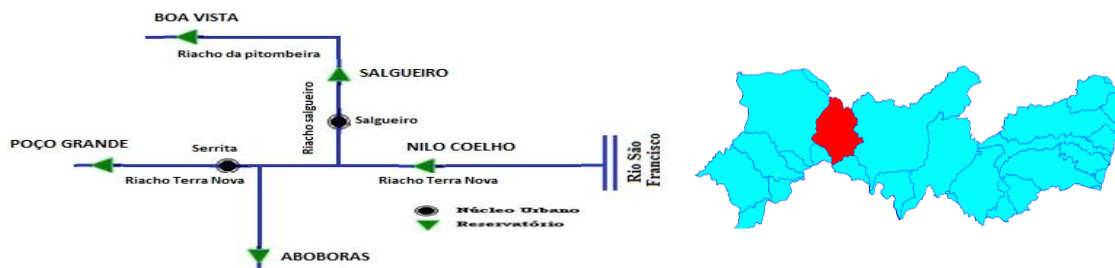 BOA VISTA
Riacho da pitombeira
SALGUEIRO
Riacho salgueiro
Salgueiro
POÇO GRANDE
Serrita
NILO COELHO
Rio São
Francisco
Riacho Terra Nova
Riacho Terra Nova
Núcleo Urbano
Reservatório
ABOBORAS